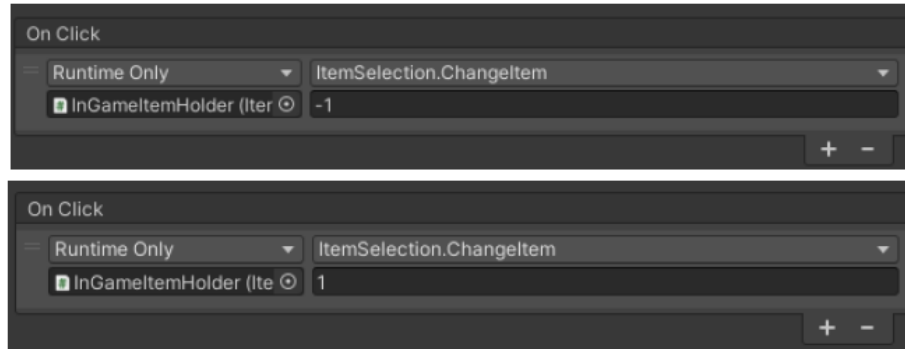 On Click
Runtime Only ItemSelection.ChangeItem
InGameItemHolder (Iter -1
+ -
On Click
Runtime Only ItemSelection.ChangeItem
InGameItemHolder (Ite 1
+ -